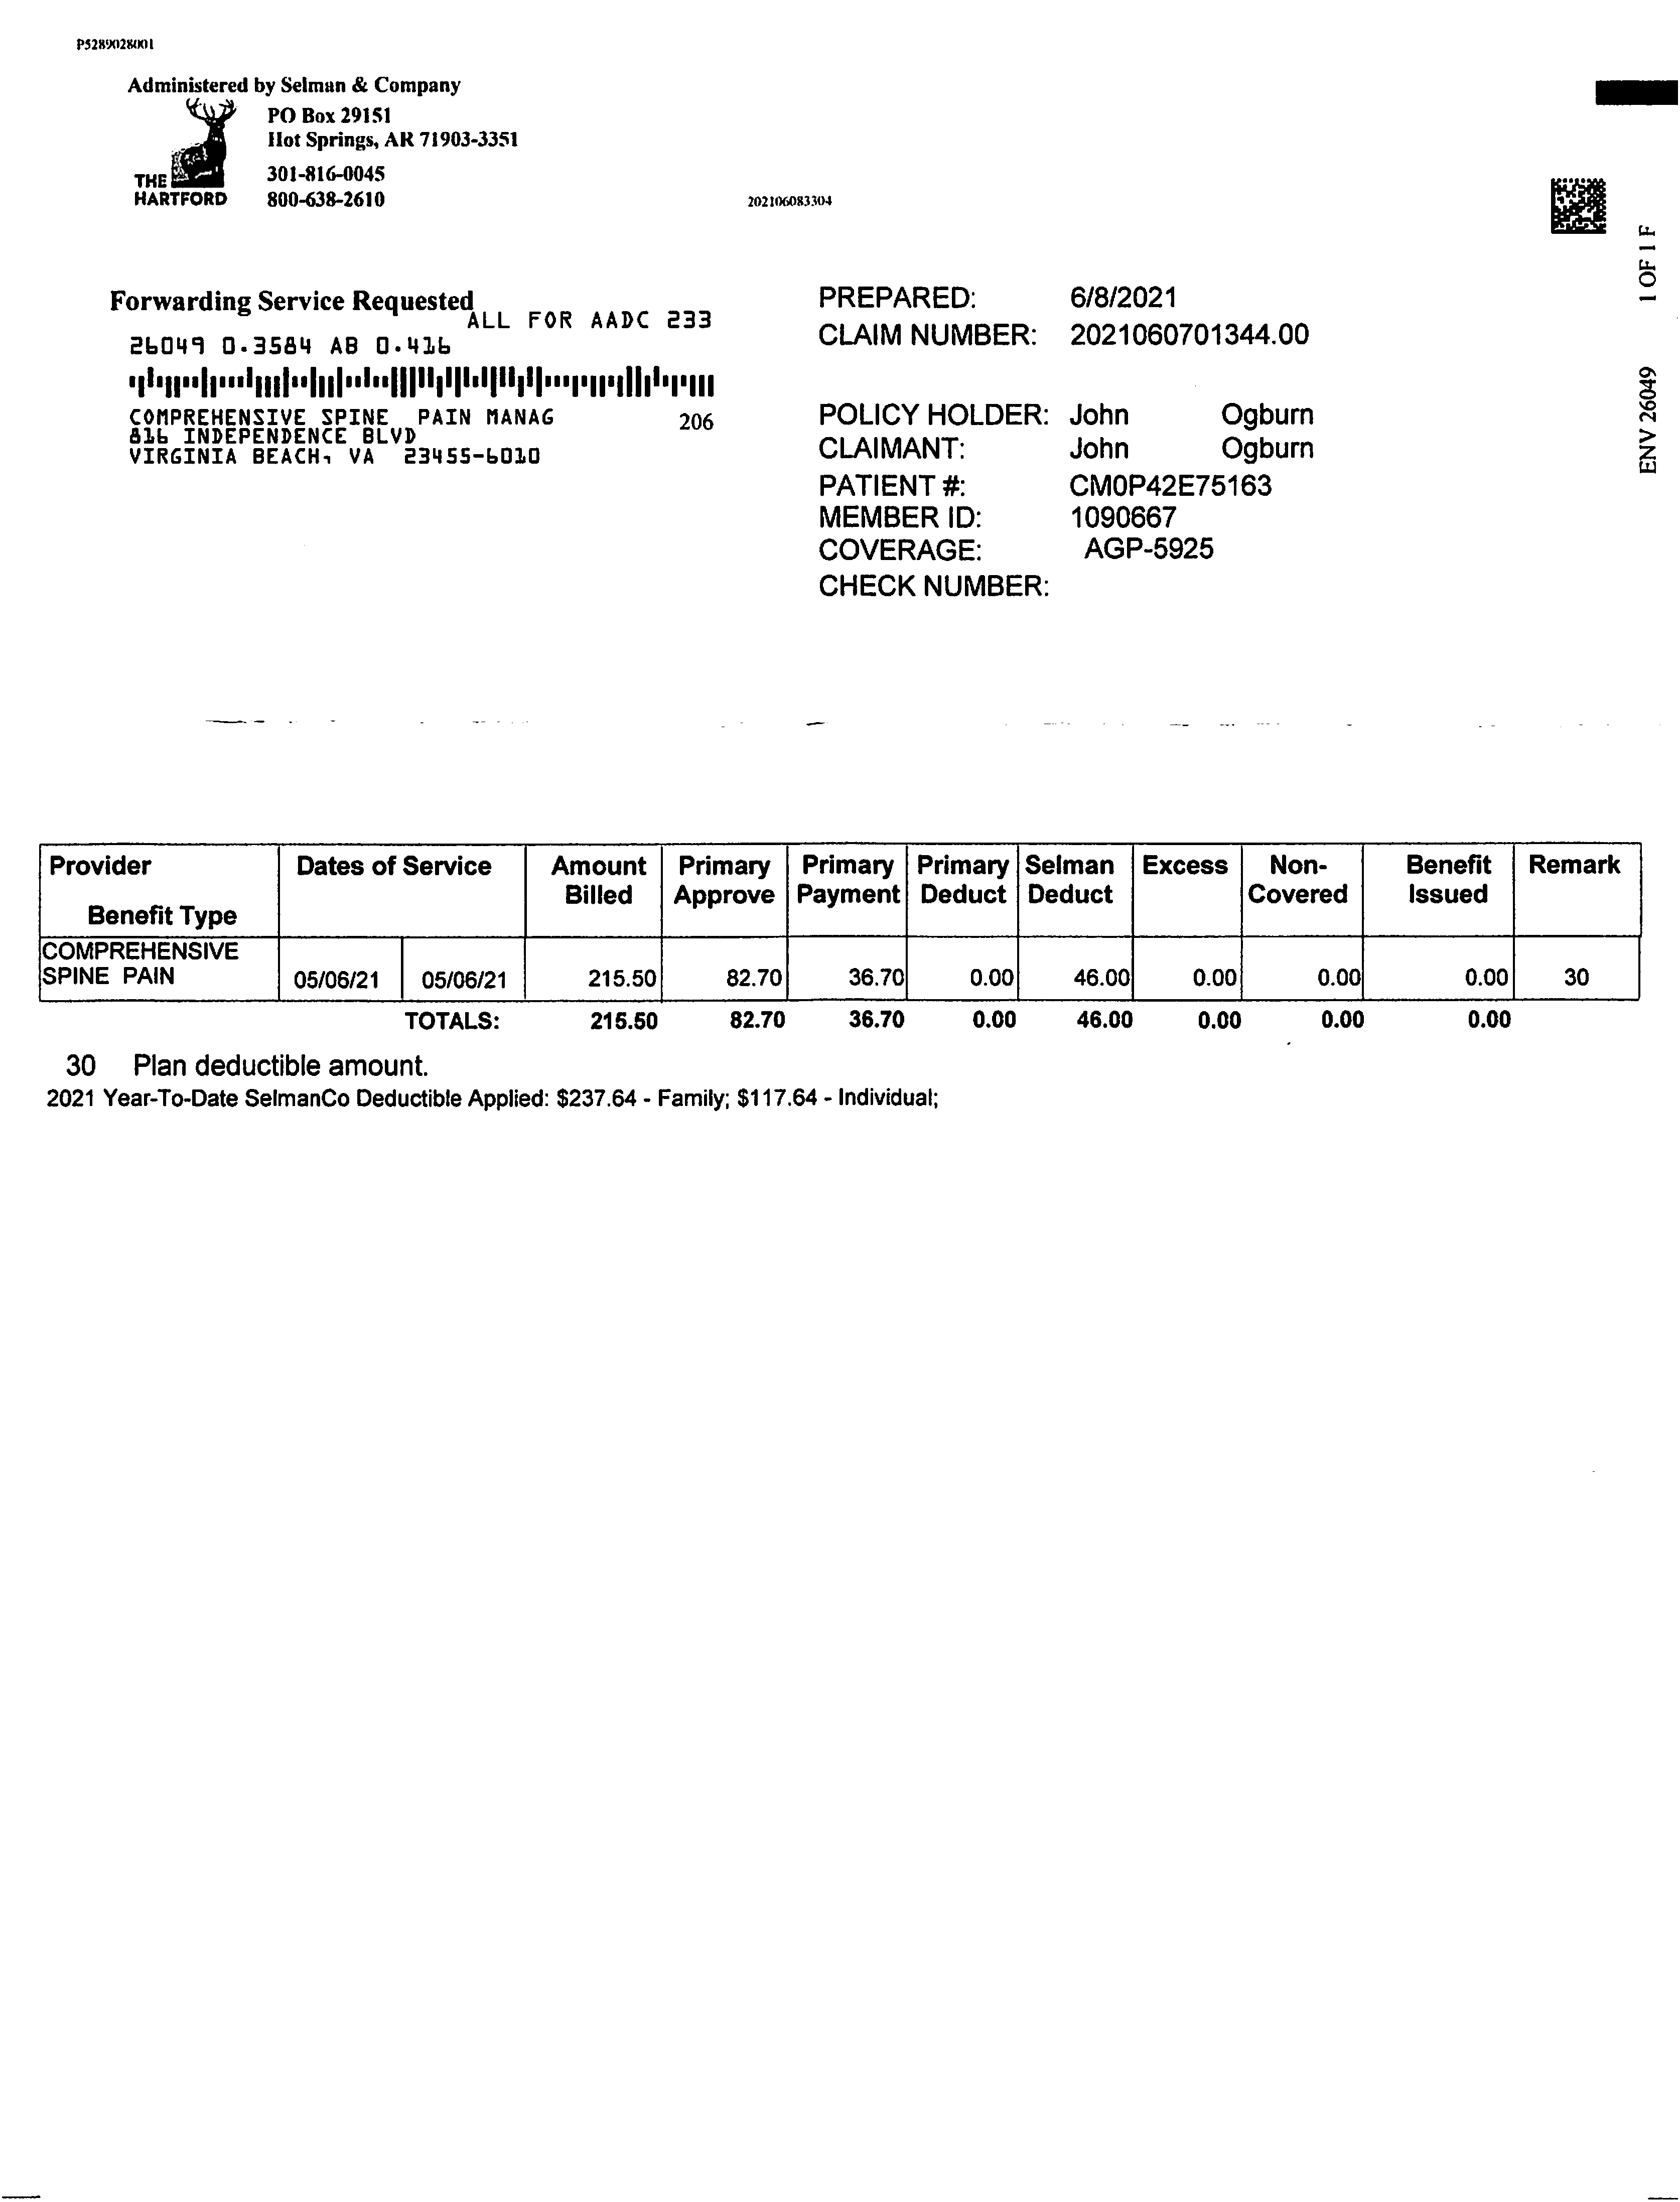 P5289028001
Administered by Selman & Company
PO Box 29151
Hot Springs, AR 71903-3351
THE
HARTFORD
301-816-0045
800-638-2610
202106083304
1 OF 1 F
ENV 26049
Forwarding Service Requested
ALL FOR AADC 233
26049 0.3584 AB 0.416
COMPREHENSIVE SPINE PAIN MANAG 206
816 INDEPENDENCE BLVD
VIRGINIA BEACH, VA 23455-6010
PREPARED: 6/8/2021
CLAIM NUMBER: 2021060701344.00
POLICY HOLDER: John Ogburn
CLAIMANT: John Ogburn
PATIENT #: CM0P42E75163
MEMBER ID: 1090667
COVERAGE: AGP-5925
CHECK NUMBER:
Provider Dates of Service Amount Primary Primary Primary Selman Excess Non- Benefit Remark
Billed Approve Payment Deduct Deduct Covered Issued
Benefit Type
COMPREHENSIVE
SPINE PAIN 05/06/21 05/06/21 215.50 82.70 36.70 0.00 46.00 0.00 0.00 0.00 30
TOTALS: 215.50 82.70 36.70 0.00 46.00 0.00 0.00 0.00
30 Plan deductible amount.
2021 Year-To-Date SelmanCo Deductible Applied: $237.64 - Family; $117.64 - Individual;